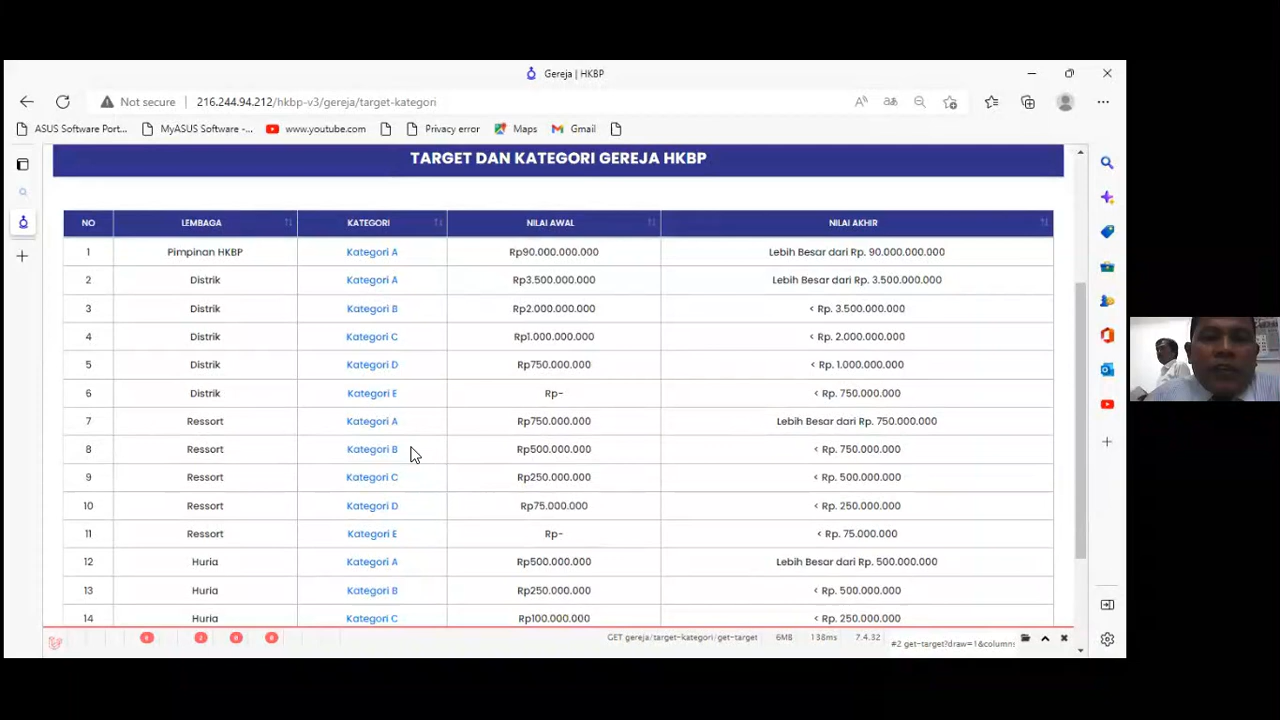 Gereja | HKBP
Not secure 216.244.94.212/hkbp-v3/gereja/target-kategori
ASUS Software Port... MyASUS Software -... www.youtube.com Privacy error Maps Gmail
TARGET DAN KATEGORI GEREJA HKBP
NO LEMBAGA KATEGORI NILAI AWAL NILAI AKHIR
1 Pimpinan HKBP Kategori A Rp90.000.000.000 Lebih Besar dari Rp. 90.000.000.000
2 Distrik Kategori A Rp3.500.000.000 Lebih Besar dari Rp. 3.500.000.000
3 Distrik Kategori B Rp2.000.000.000 < Rp. 3.500.000.000
4 Distrik Kategori C Rp1.000.000.000 < Rp. 2.000.000.000
5 Distrik Kategori D Rp750.000.000 < Rp. 1.000.000.000
6 Distrik Kategori E Rp- < Rp. 750.000.000
7 Ressort Kategori A Rp750.000.000 Lebih Besar dari Rp. 750.000.000
8 Ressort Kategori B Rp500.000.000 < Rp. 750.000.000
9 Ressort Kategori C Rp250.000.000 < Rp. 500.000.000
10 Ressort Kategori D Rp75.000.000 < Rp. 250.000.000
11 Ressort Kategori E Rp- < Rp. 75.000.000
12 Huria Kategori A Rp500.000.000 Lebih Besar dari Rp. 500.000.000
13 Huria Kategori B Rp250.000.000 < Rp. 500.000.000
14 Huria Kategori C Rp100.000.000 < Rp. 250.000.000
GET gereja/target-kategori/get-target 6MB 138ms 7.4.32 #2 get-target?draw=1&columns